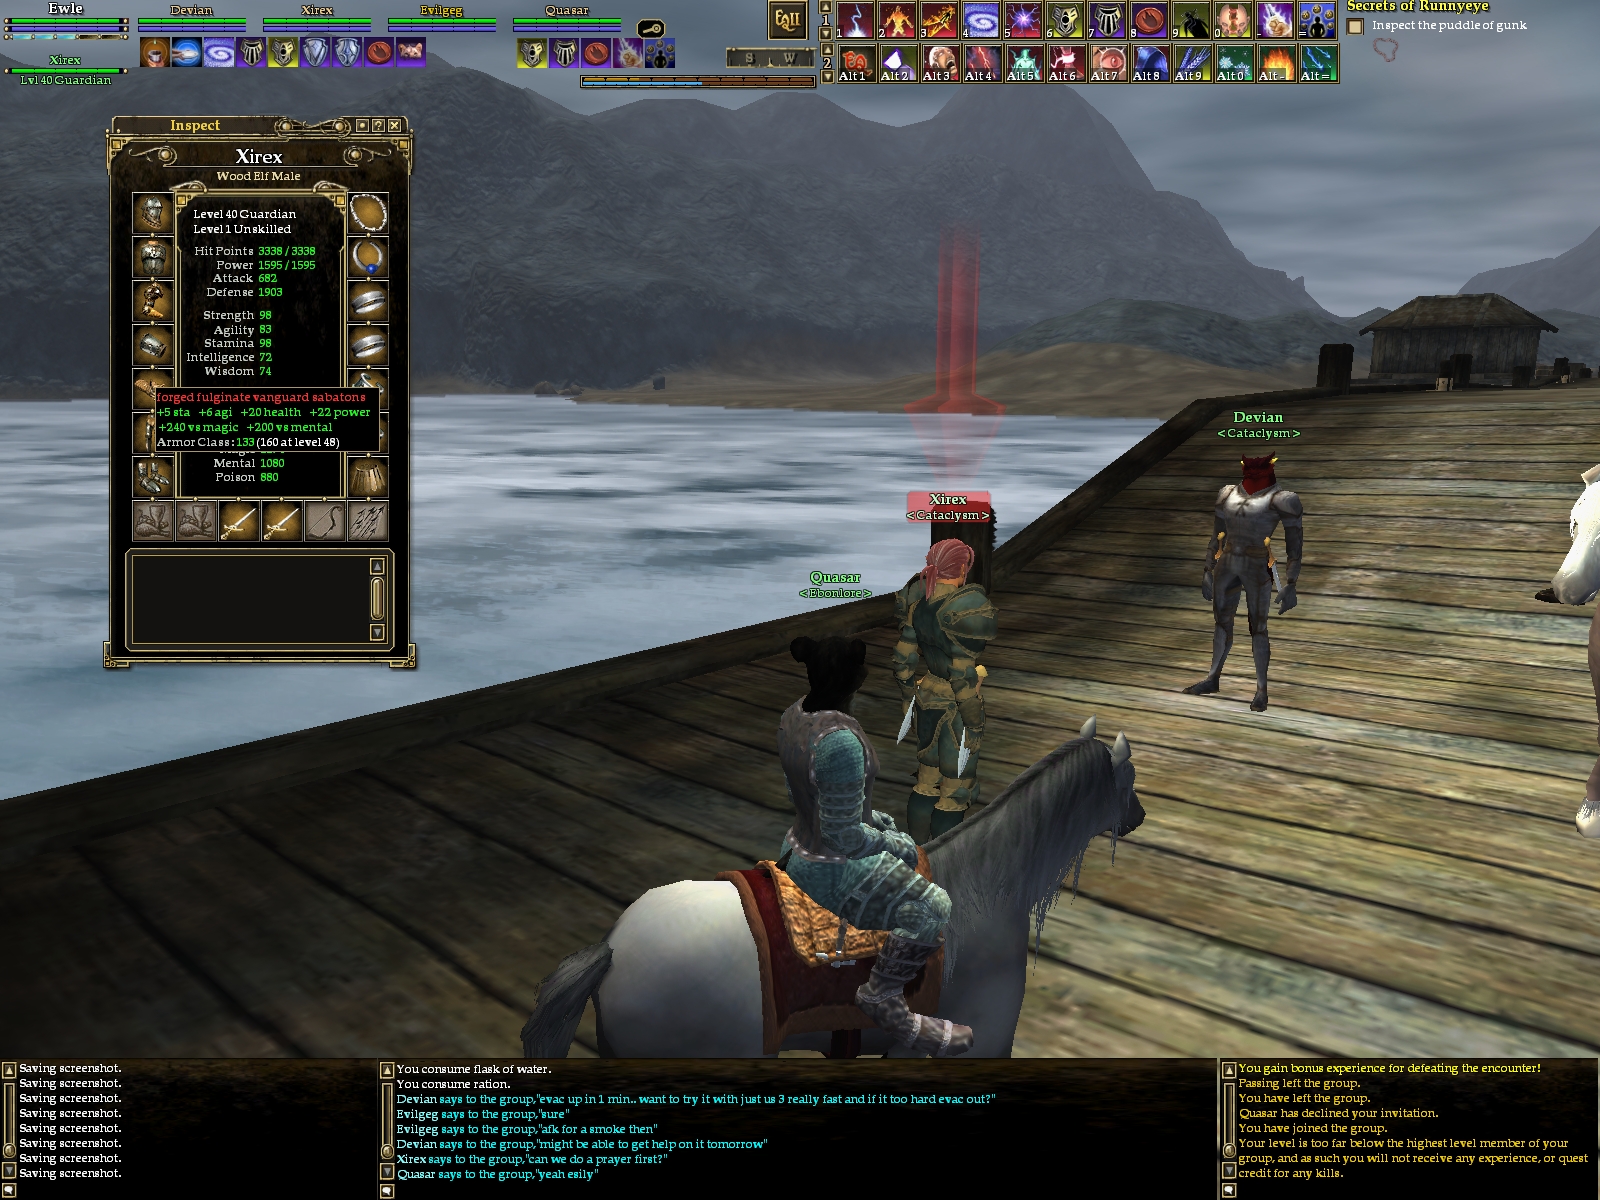 Ewle
Devian
Xirex
Evilgeg
Quasar
Xirex
Lvl 40 Guardian
EQII
1
1 2 3 4 5 6 7 8 9 0 - =
2
Alt1 Alt2 Alt3 Alt4 Alt5 Alt6 Alt7 Alt8 Alt9 Alt0 Alt- Alt=
S W
Secrets of Runnyeye
Inspect the puddle of gunk
Inspect
Xirex
Wood Elf Male
Level 40 Guardian
Level 1 Unskilled
Hit Points 3338 / 3338
Power 1595 / 1595
Attack 682
Defense 1903
Strength 98
Agility 83
Stamina 98
Intelligence 72
Wisdom 74
forged fulginate vanguard sabatons
+5 sta +6 agi +20 health +22 power
+240 vs magic +200 vs mental
Armor Class : 133 (160 at level 48)
Mental 1080
Poison 880
Devian
<Cataclysm>
Xirex
<Cataclysm>
Quasar
<Ebonlore>
Saving screenshot.
Saving screenshot.
Saving screenshot.
Saving screenshot.
Saving screenshot.
Saving screenshot.
Saving screenshot.
Saving screenshot.
You consume flask of water.
You consume ration.
Devian says to the group,"evac up in 1 min.. want to try it with just us 3 really fast and if it too hard evac out?"
Evilgeg says to the group,"sure"
Evilgeg says to the group,"afk for a smoke then"
Devian says to the group,"might be able to get help on it tomorrow"
Xirex says to the group,"can we do a prayer first?"
Quasar says to the group,"yeah esily"
You gain bonus experience for defeating the encounter!
Passing left the group.
You have left the group.
Quasar has declined your invitation.
You have joined the group.
Your level is too far below the highest level member of your
group, and as such you will not receive any experience, or quest
credit for any kills.